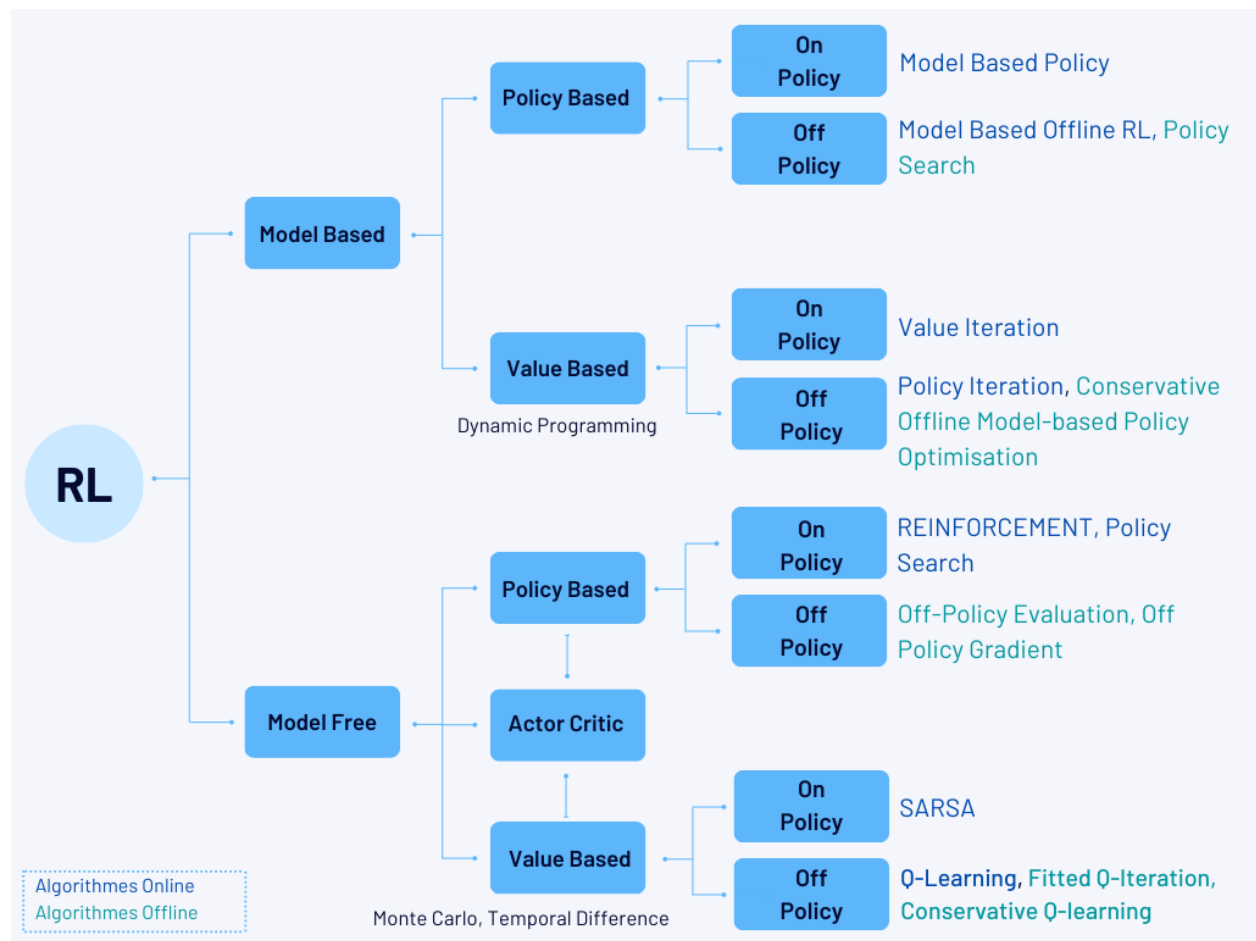 On
Policy
Model Based Policy
Policy Based
Off
Policy
Model Based Offline RL, Policy
Search
Model Based
On
Policy
Value Iteration
Value Based
Dynamic Programming
Off
Policy
Policy Iteration, Conservative
Offline Model-based Policy
Optimisation
RL
On
Policy
REINFORCEMENT, Policy
Search
Policy Based
Off
Policy
Off-Policy Evaluation, Off
Policy Gradient
Model Free
Actor Critic
On
Policy
SARSA
Value Based
Monte Carlo, Temporal Difference
Off
Policy
Q-Learning, Fitted Q-Iteration,
Conservative Q-learning
Algorithmes Online
Algorithmes Offline